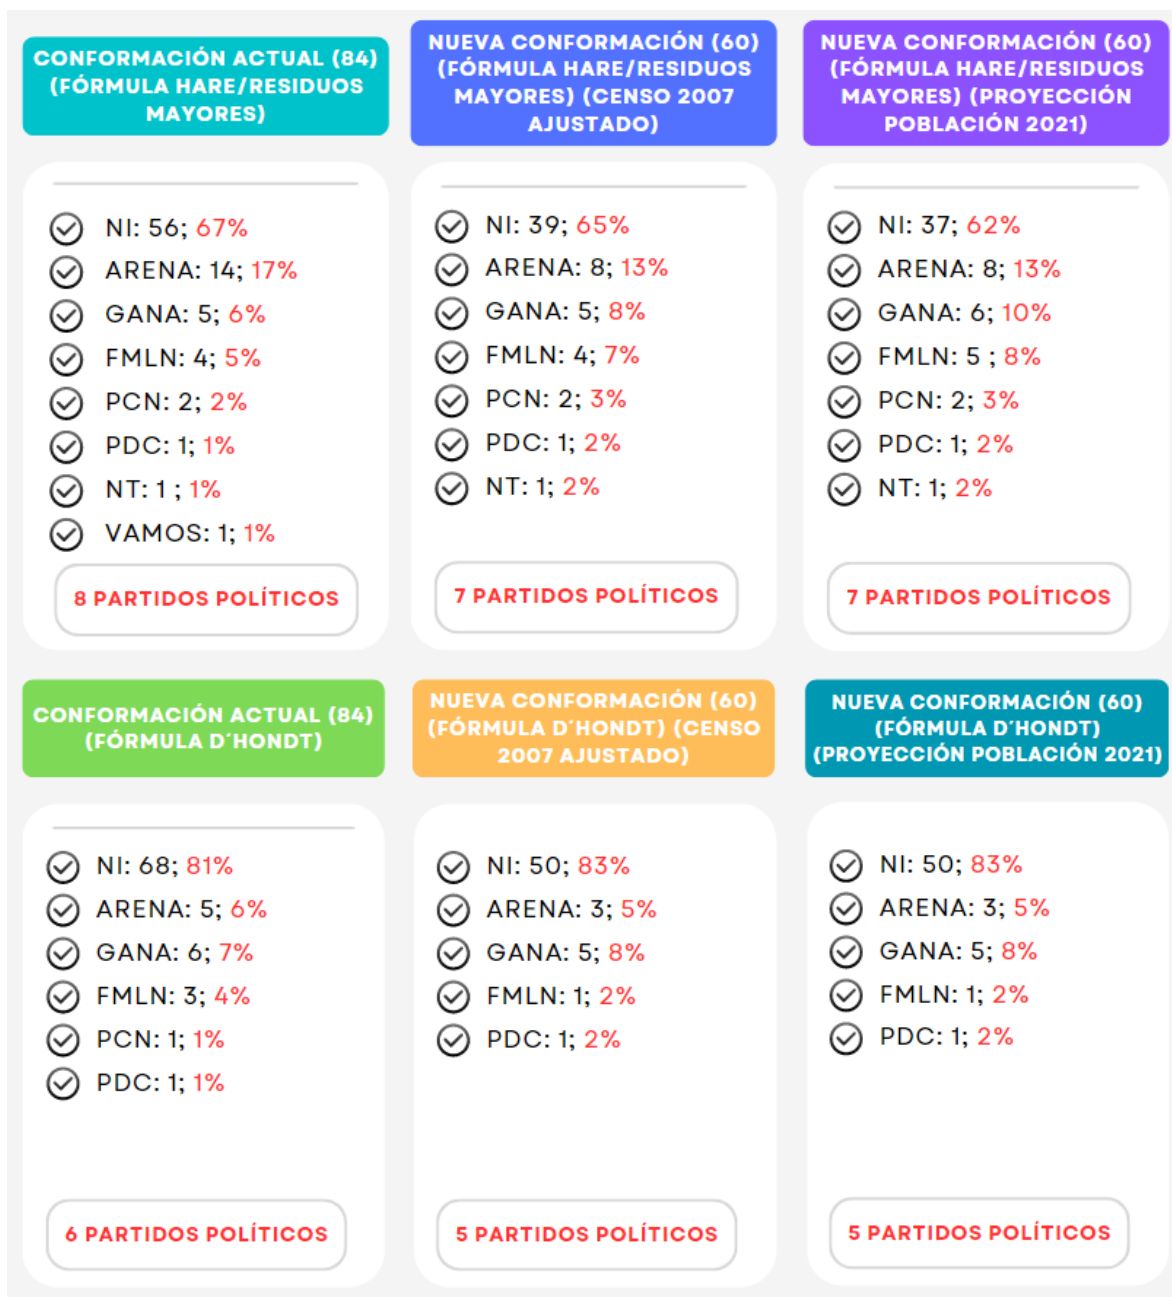 CONFORMACIÓN ACTUAL (84)
(FÓRMULA HARE/RESIDUOS
MAYORES)
NI: 56; 67%
ARENA: 14; 17%
GANA: 5; 6%
FMLN: 4; 5%
PCN: 2; 2%
PDC: 1; 1%
NT: 1 ; 1%
VAMOS: 1; 1%
8 PARTIDOS POLÍTICOS
NUEVA CONFORMACIÓN (60)
(FÓRMULA HARE/RESIDUOS
MAYORES) (CENSO 2007
AJUSTADO)
NI: 39; 65%
ARENA: 8; 13%
GANA: 5; 8%
FMLN: 4; 7%
PCN: 2; 3%
PDC: 1; 2%
NT: 1; 2%
7 PARTIDOS POLÍTICOS
NUEVA CONFORMACIÓN (60)
(FÓRMULA HARE/RESIDUOS
MAYORES) (PROYECCIÓN
POBLACIÓN 2021)
NI: 37; 62%
ARENA: 8; 13%
GANA: 6; 10%
FMLN: 5 ; 8%
PCN: 2; 3%
PDC: 1; 2%
NT: 1; 2%
7 PARTIDOS POLÍTICOS
CONFORMACIÓN ACTUAL (84)
(FÓRMULA D´HONDT)
NI: 68; 81%
ARENA: 5; 6%
GANA: 6; 7%
FMLN: 3; 4%
PCN: 1; 1%
PDC: 1; 1%
6 PARTIDOS POLÍTICOS
NUEVA CONFORMACIÓN (60)
(FÓRMULA D´HONDT) (CENSO
2007 AJUSTADO)
NI: 50; 83%
ARENA: 3; 5%
GANA: 5; 8%
FMLN: 1; 2%
PDC: 1; 2%
5 PARTIDOS POLÍTICOS
NUEVA CONFORMACIÓN (60)
(FÓRMULA D´HONDT)
(PROYECCIÓN POBLACIÓN 2021)
NI: 50; 83%
ARENA: 3; 5%
GANA: 5; 8%
FMLN: 1; 2%
PDC: 1; 2%
5 PARTIDOS POLÍTICOS